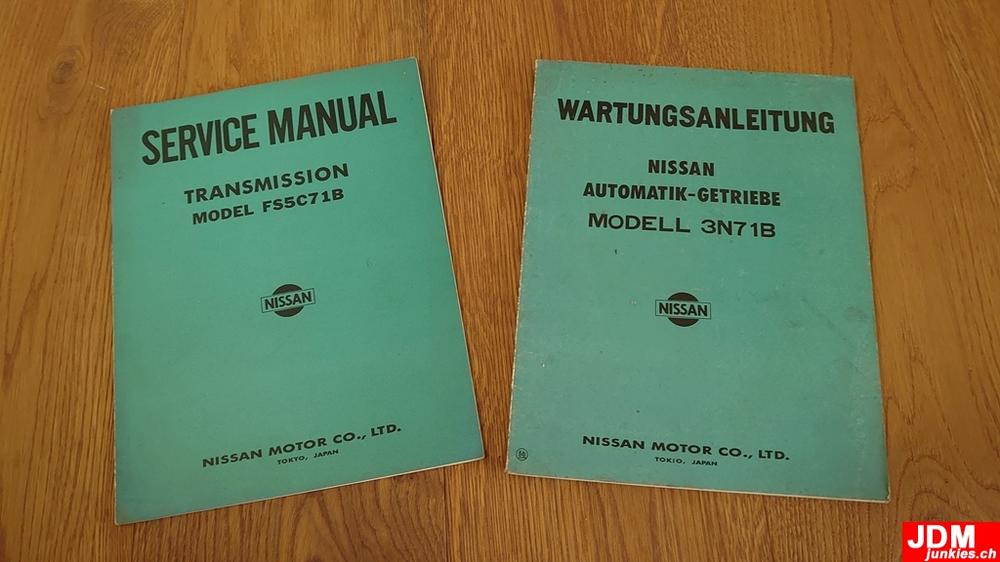 SERVICE MANUAL
TRANSMISSION
MODEL FS5C71B
NISSAN
NISSAN MOTOR CO., LTD.
TOKYO, JAPAN
WARTUNGSANLEITUNG
NISSAN
AUTOMATIK-GETRIEBE
MODELL 3N71B
NISSAN
NISSAN MOTOR CO., LTD.
TOKIO, JAPAN
JDM
junkies.ch